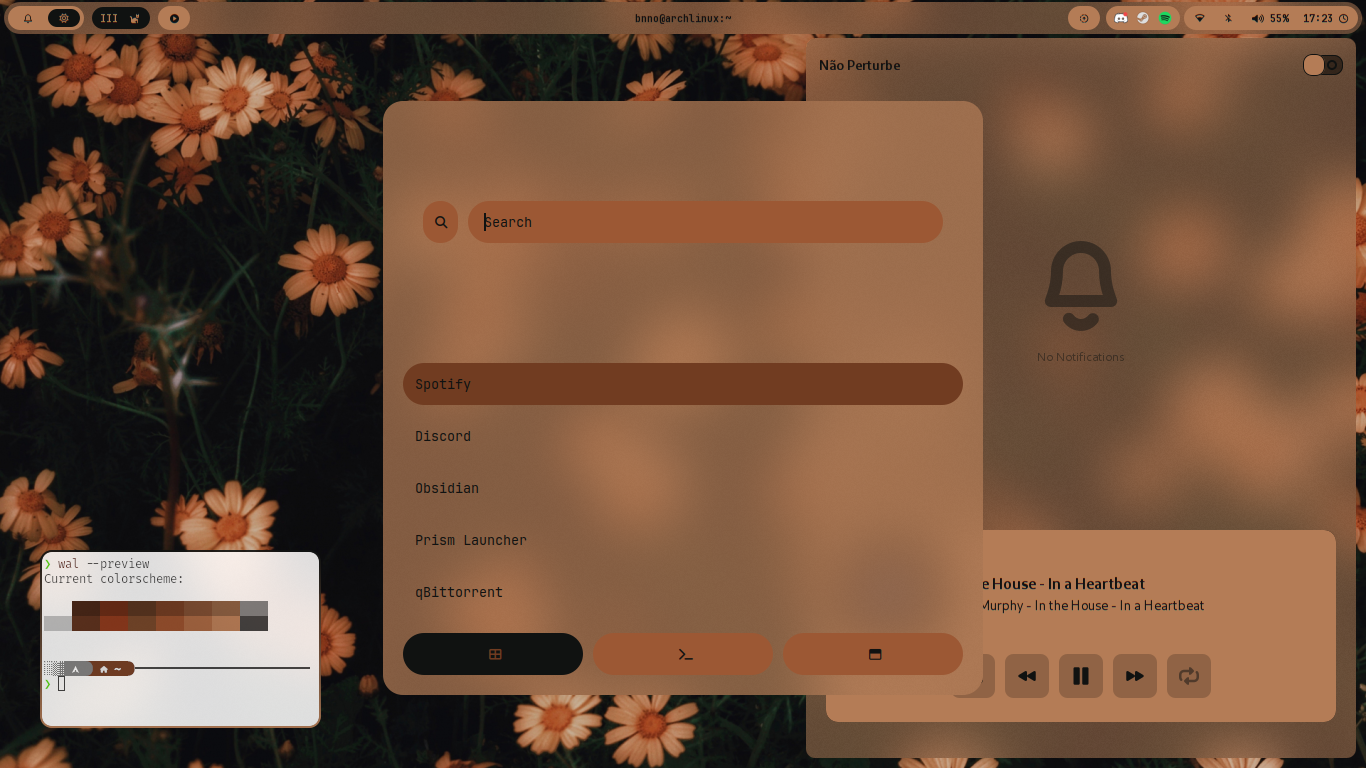 III
bnno@archlinux:~
55%
17:23
Não Perturbe
Search
No Notifications
Spotify
Discord
Obsidian
Prism Launcher
qBittorrent
e House - In a Heartbeat
Murphy - In the House - In a Heartbeat
❯ wal --preview
Current colorscheme:
~
❯